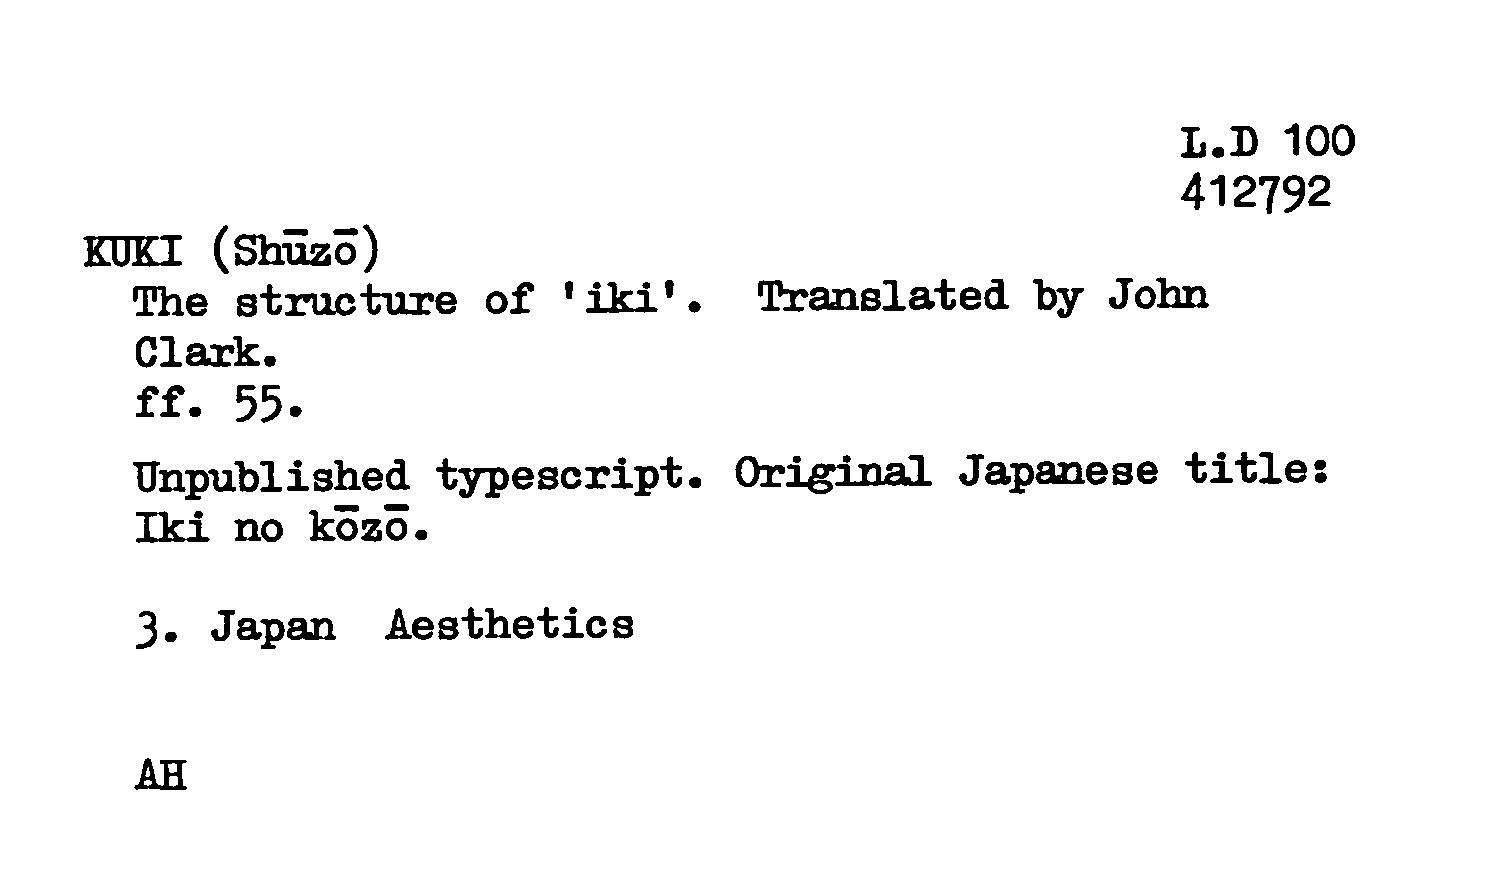 L.D 100
412792
KUKI (Shūzō)
The structure of 'iki'. Translated by John
Clark.
ff. 55.
Unpublished typescript. Original Japanese title:
Iki no kōzō.
3. Japan Aesthetics
AH